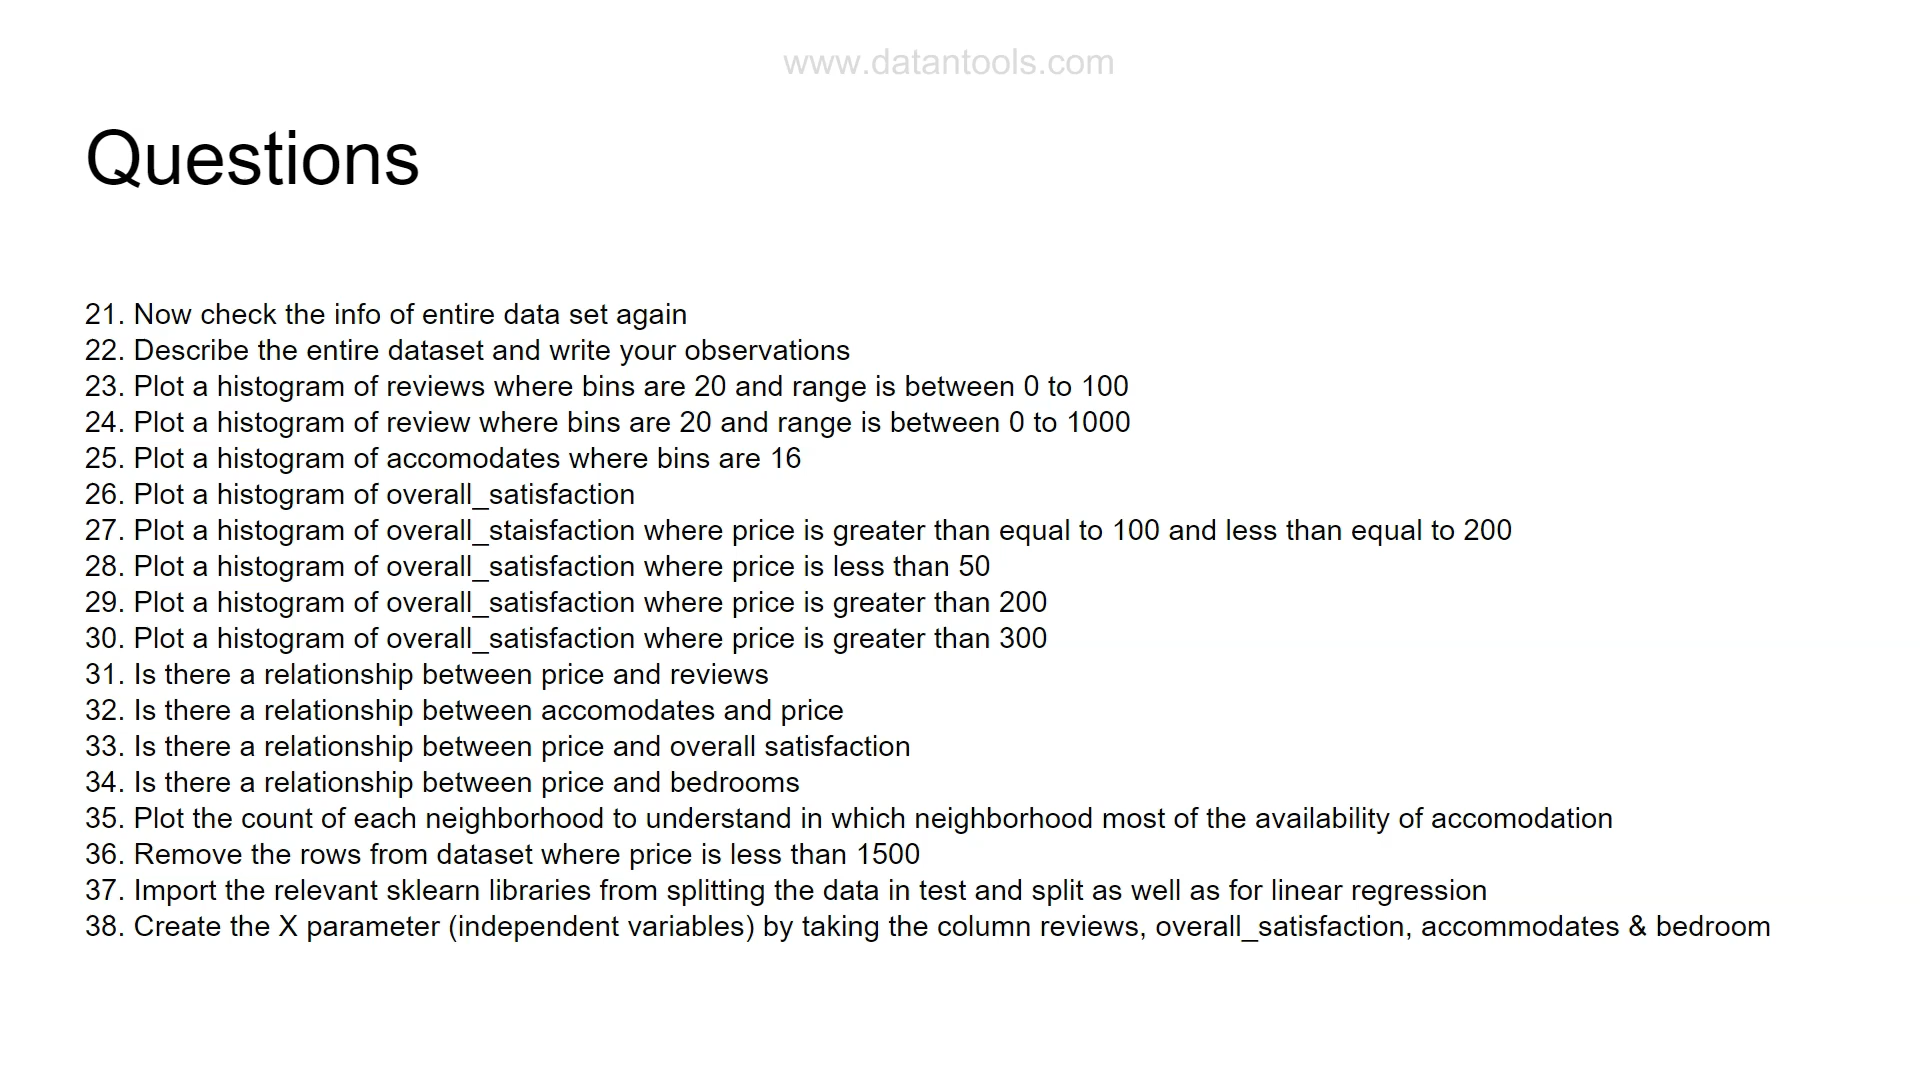 www.datantools.com
Questions
21. Now check the info of entire data set again
22. Describe the entire dataset and write your observations
23. Plot a histogram of reviews where bins are 20 and range is between 0 to 100
24. Plot a histogram of review where bins are 20 and range is between 0 to 1000
25. Plot a histogram of accomodates where bins are 16
26. Plot a histogram of overall_satisfaction
27. Plot a histogram of overall_staisfaction where price is greater than equal to 100 and less than equal to 200
28. Plot a histogram of overall_satisfaction where price is less than 50
29. Plot a histogram of overall_satisfaction where price is greater than 200
30. Plot a histogram of overall_satisfaction where price is greater than 300
31. Is there a relationship between price and reviews
32. Is there a relationship between accomodates and price
33. Is there a relationship between price and overall satisfaction
34. Is there a relationship between price and bedrooms
35. Plot the count of each neighborhood to understand in which neighborhood most of the availability of accomodation
36. Remove the rows from dataset where price is less than 1500
37. Import the relevant sklearn libraries from splitting the data in test and split as well as for linear regression
38. Create the X parameter (independent variables) by taking the column reviews, overall_satisfaction, accommodates & bedroom